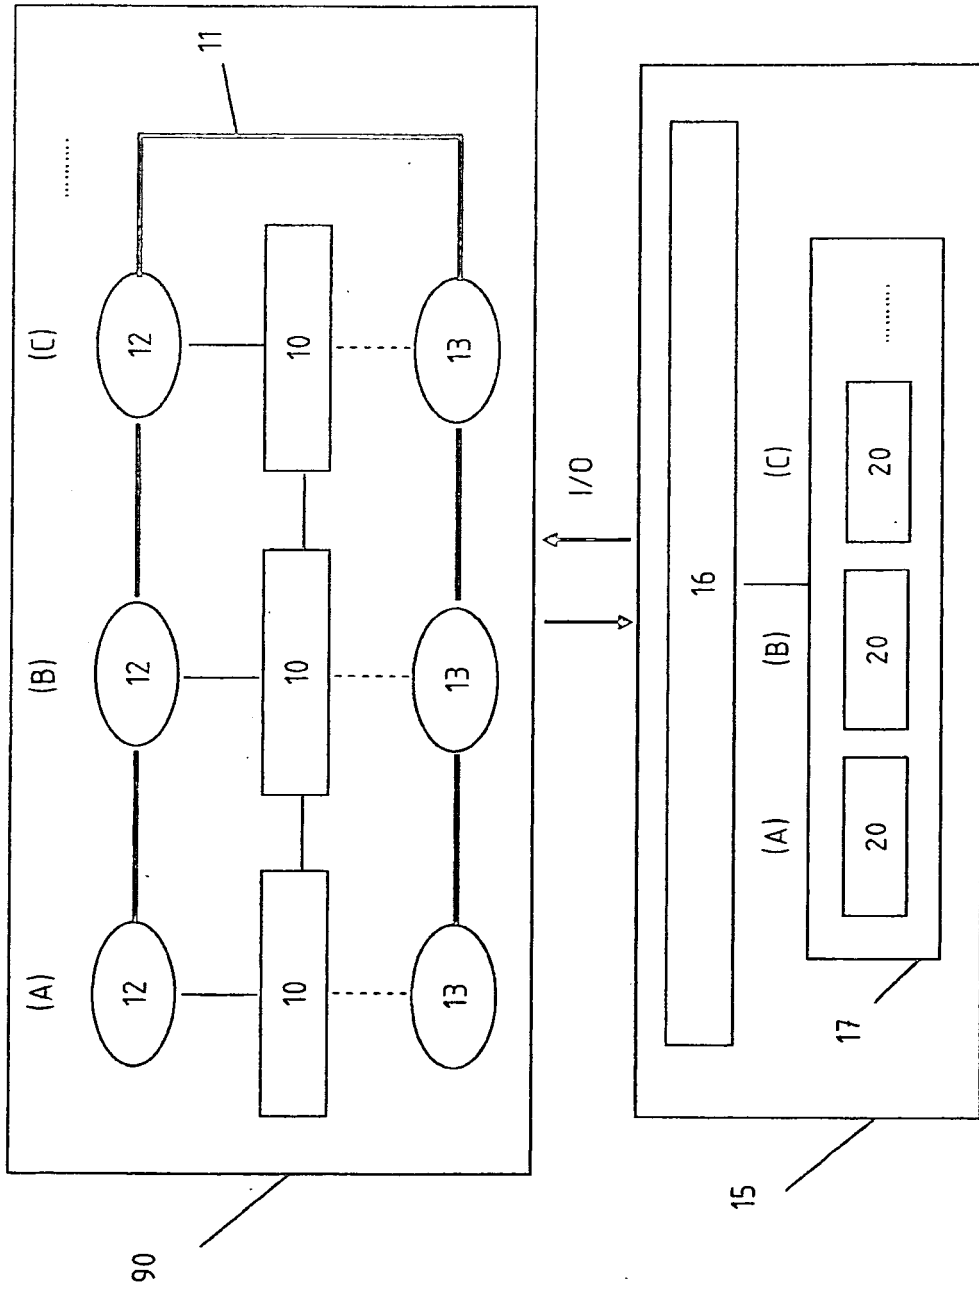 (A) (B) (C) .........
12 12 12 11
10 10 10
13 13 13
90
I/O
16
(A) (B) (C)
20 20 20 .........
17
15